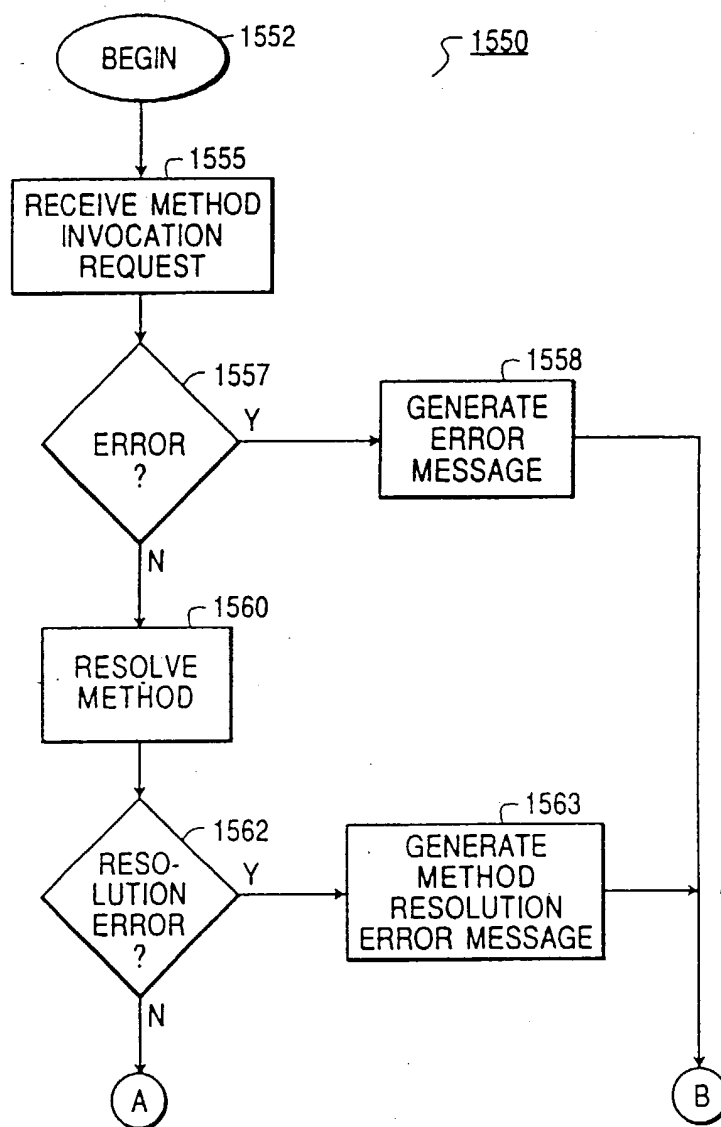 1552
BEGIN
1550
1555
RECEIVE METHOD
INVOCATION
REQUEST
1557
ERROR
?
Y
1558
GENERATE
ERROR
MESSAGE
N
1560
RESOLVE
METHOD
1562
RESO-
LUTION
ERROR
?
Y
1563
GENERATE
METHOD
RESOLUTION
ERROR MESSAGE
N
A
B